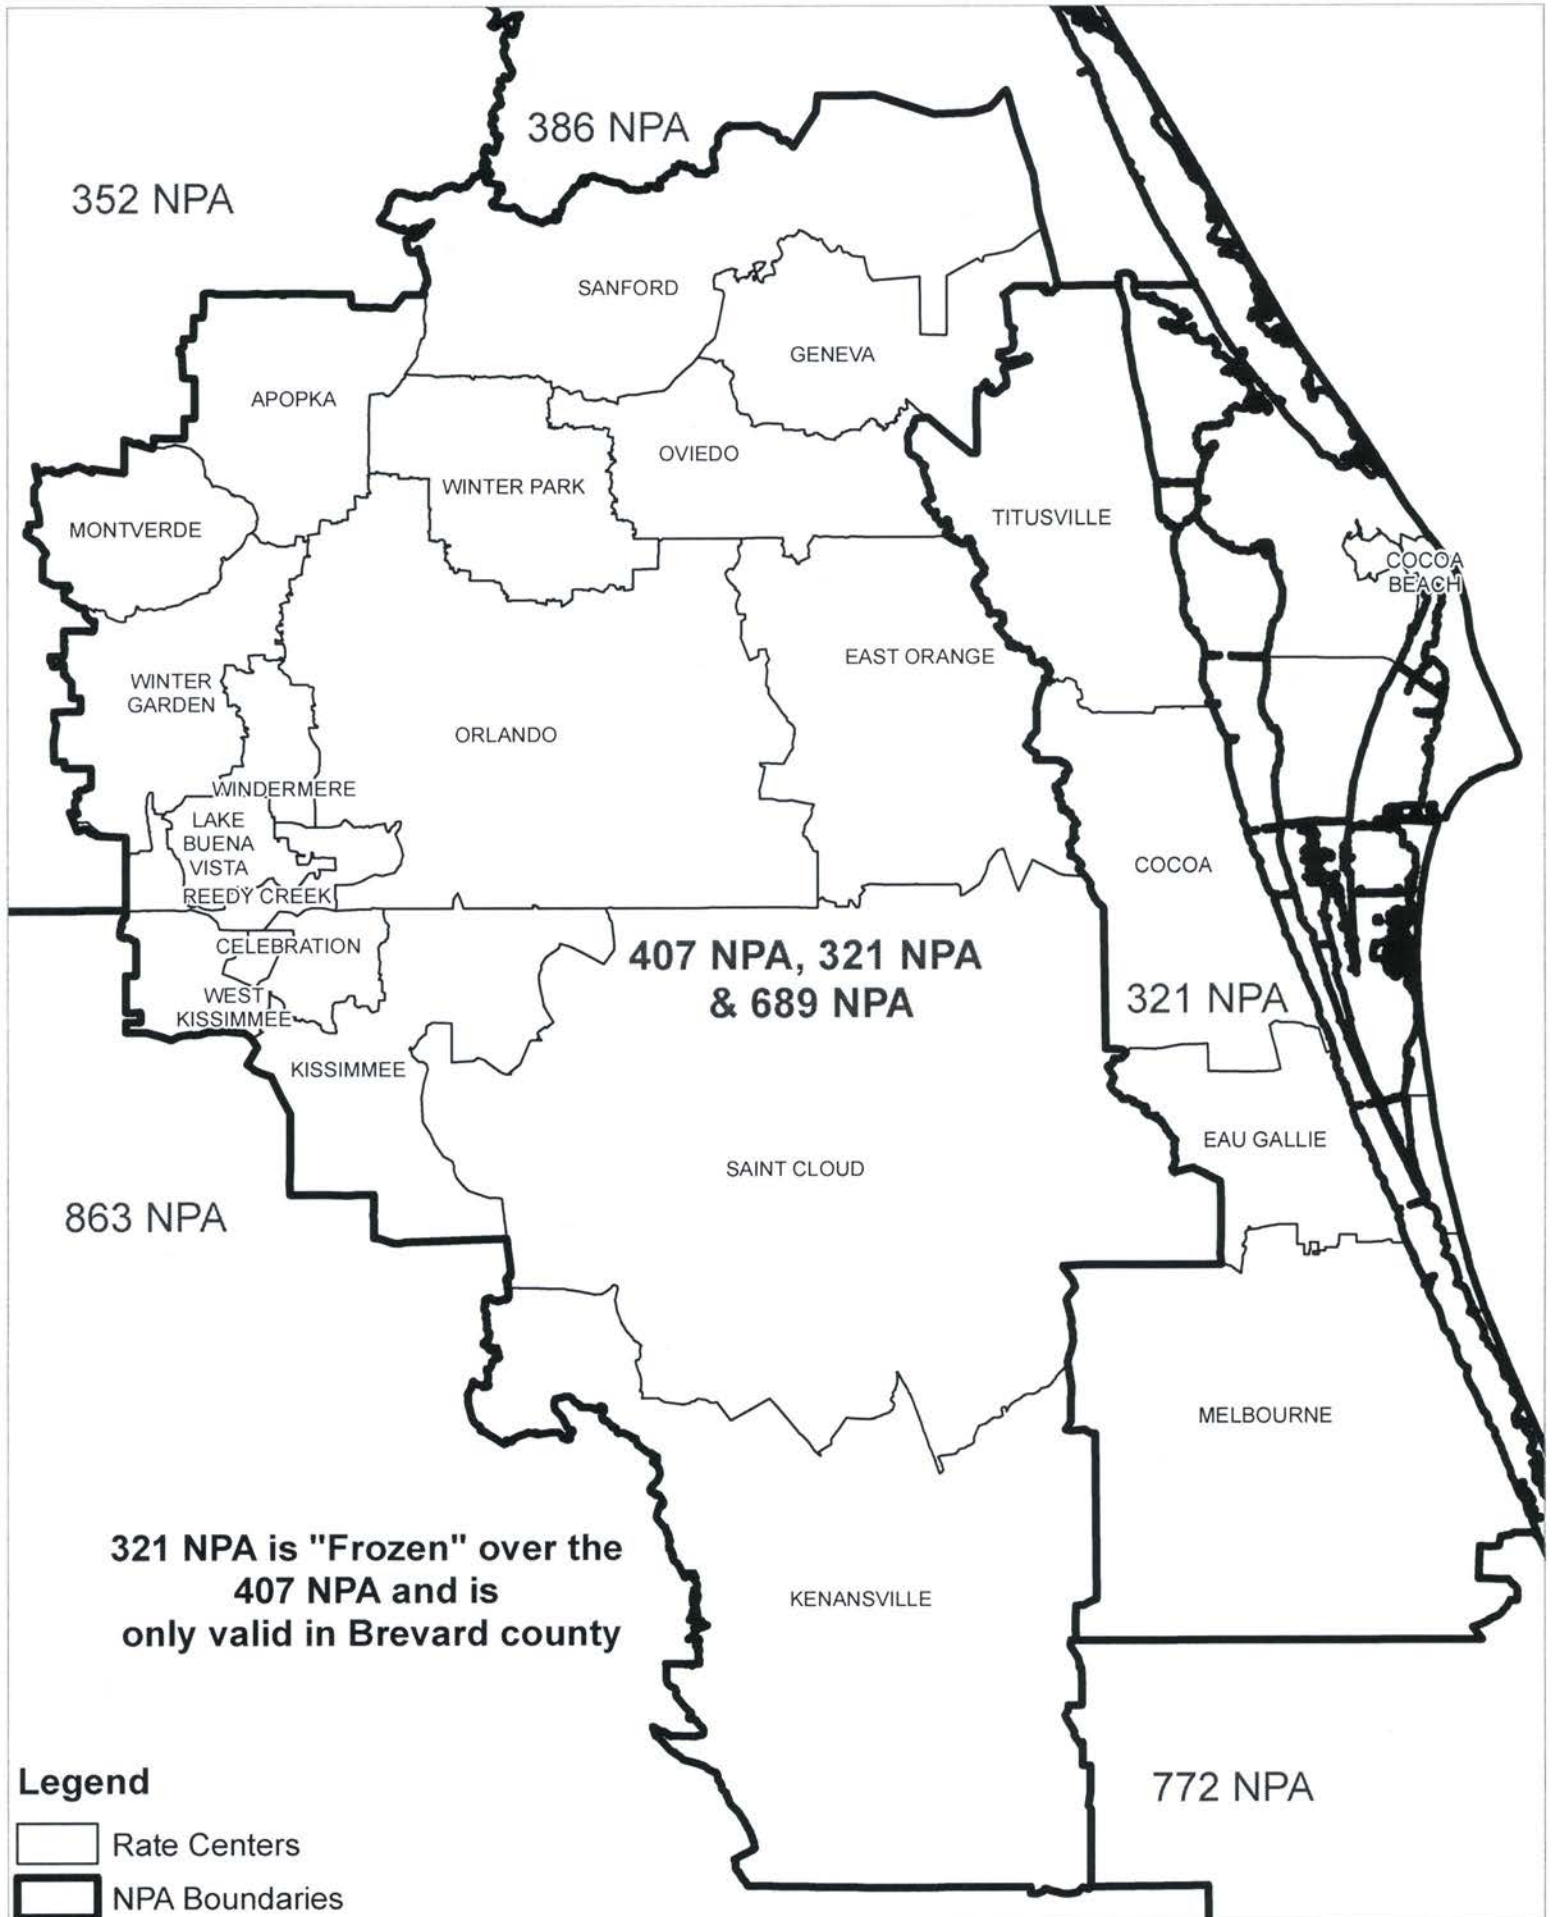 386 NPA
352 NPA
SANFORD
GENEVA
APOPKA
OVIEDO
WINTER PARK
MONTVERDE
TITUSVILLE
COCOA
BEACH
EAST ORANGE
WINTER
GARDEN
ORLANDO
WINDERMERE
LAKE
BUENA
VISTA
REEDY CREEK
COCOA
CELEBRATION
407 NPA, 321 NPA
& 689 NPA
WEST
KISSIMMEE
321 NPA
KISSIMMEE
EAU GALLIE
SAINT CLOUD
863 NPA
MELBOURNE
321 NPA is "Frozen" over the
407 NPA and is
only valid in Brevard county
KENANSVILLE
772 NPA
Legend
Rate Centers
NPA Boundaries